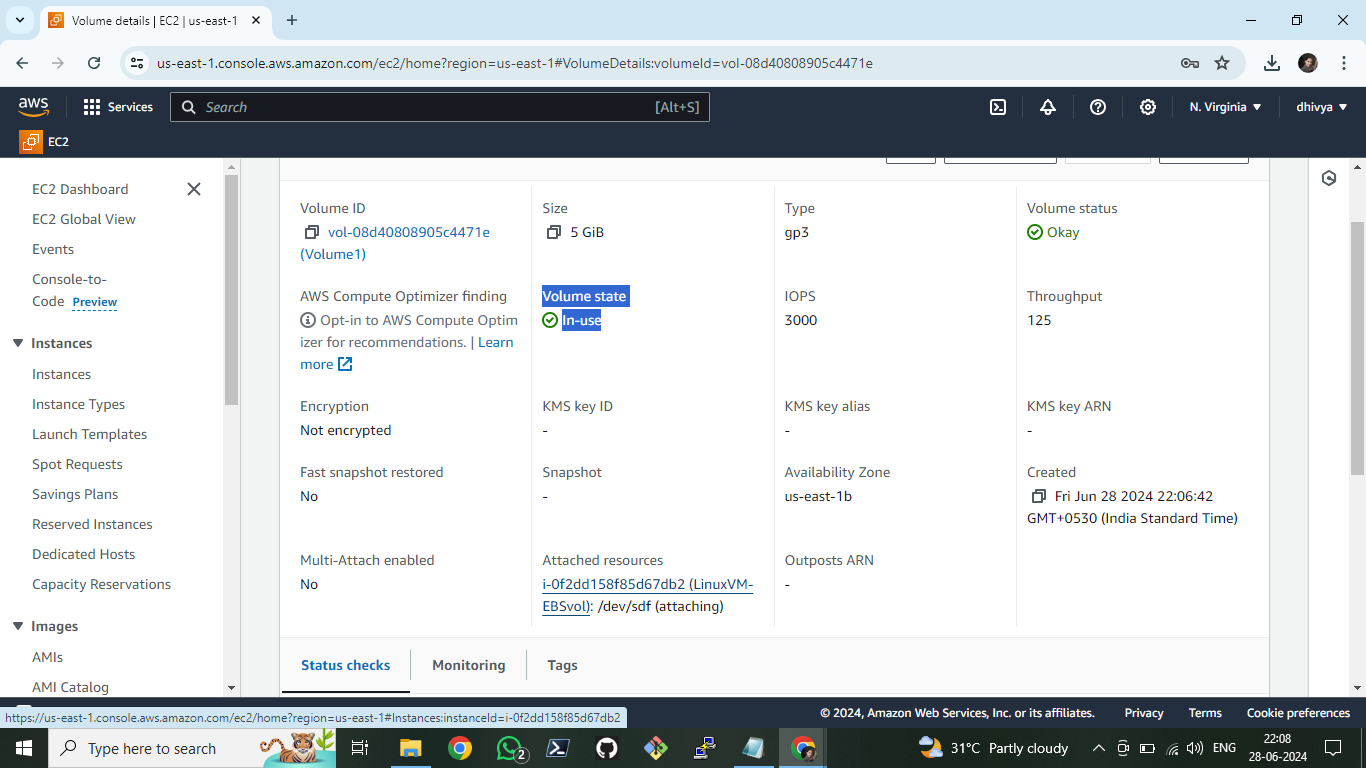 Volume details | EC2 | us-east-1
us-east-1.console.aws.amazon.com/ec2/home?region=us-east-1#VolumeDetails:volumeId=vol-08d40808905c4471e
aws
Services
Search
[Alt+S]
N. Virginia
dhivya
EC2
EC2 Dashboard
EC2 Global View
Events
Console-to-
Code Preview
Instances
Instances
Instance Types
Launch Templates
Spot Requests
Savings Plans
Reserved Instances
Dedicated Hosts
Capacity Reservations
Images
AMIs
AMI Catalog
Volume ID
vol-08d40808905c4471e
(Volume1)
Size
5 GiB
Type
gp3
Volume status
Okay
AWS Compute Optimizer finding
Opt-in to AWS Compute Optim
izer for recommendations. | Learn
more
Volume state
In-use
IOPS
3000
Throughput
125
Encryption
Not encrypted
KMS key ID
-
KMS key alias
-
KMS key ARN
-
Fast snapshot restored
No
Snapshot
-
Availability Zone
us-east-1b
Created
Fri Jun 28 2024 22:06:42
GMT+0530 (India Standard Time)
Multi-Attach enabled
No
Attached resources
i-0f2dd158f85d67db2 (LinuxVM-
EBSvol): /dev/sdf (attaching)
Outposts ARN
-
Status checks
Monitoring
Tags
https://us-east-1.console.aws.amazon.com/ec2/home?region=us-east-1#Instances:instanceId=i-0f2dd158f85d67db2
© 2024, Amazon Web Services, Inc. or its affiliates.
Privacy
Terms
Cookie preferences
Type here to search
2
31°C Partly cloudy
ENG
22:08
28-06-2024